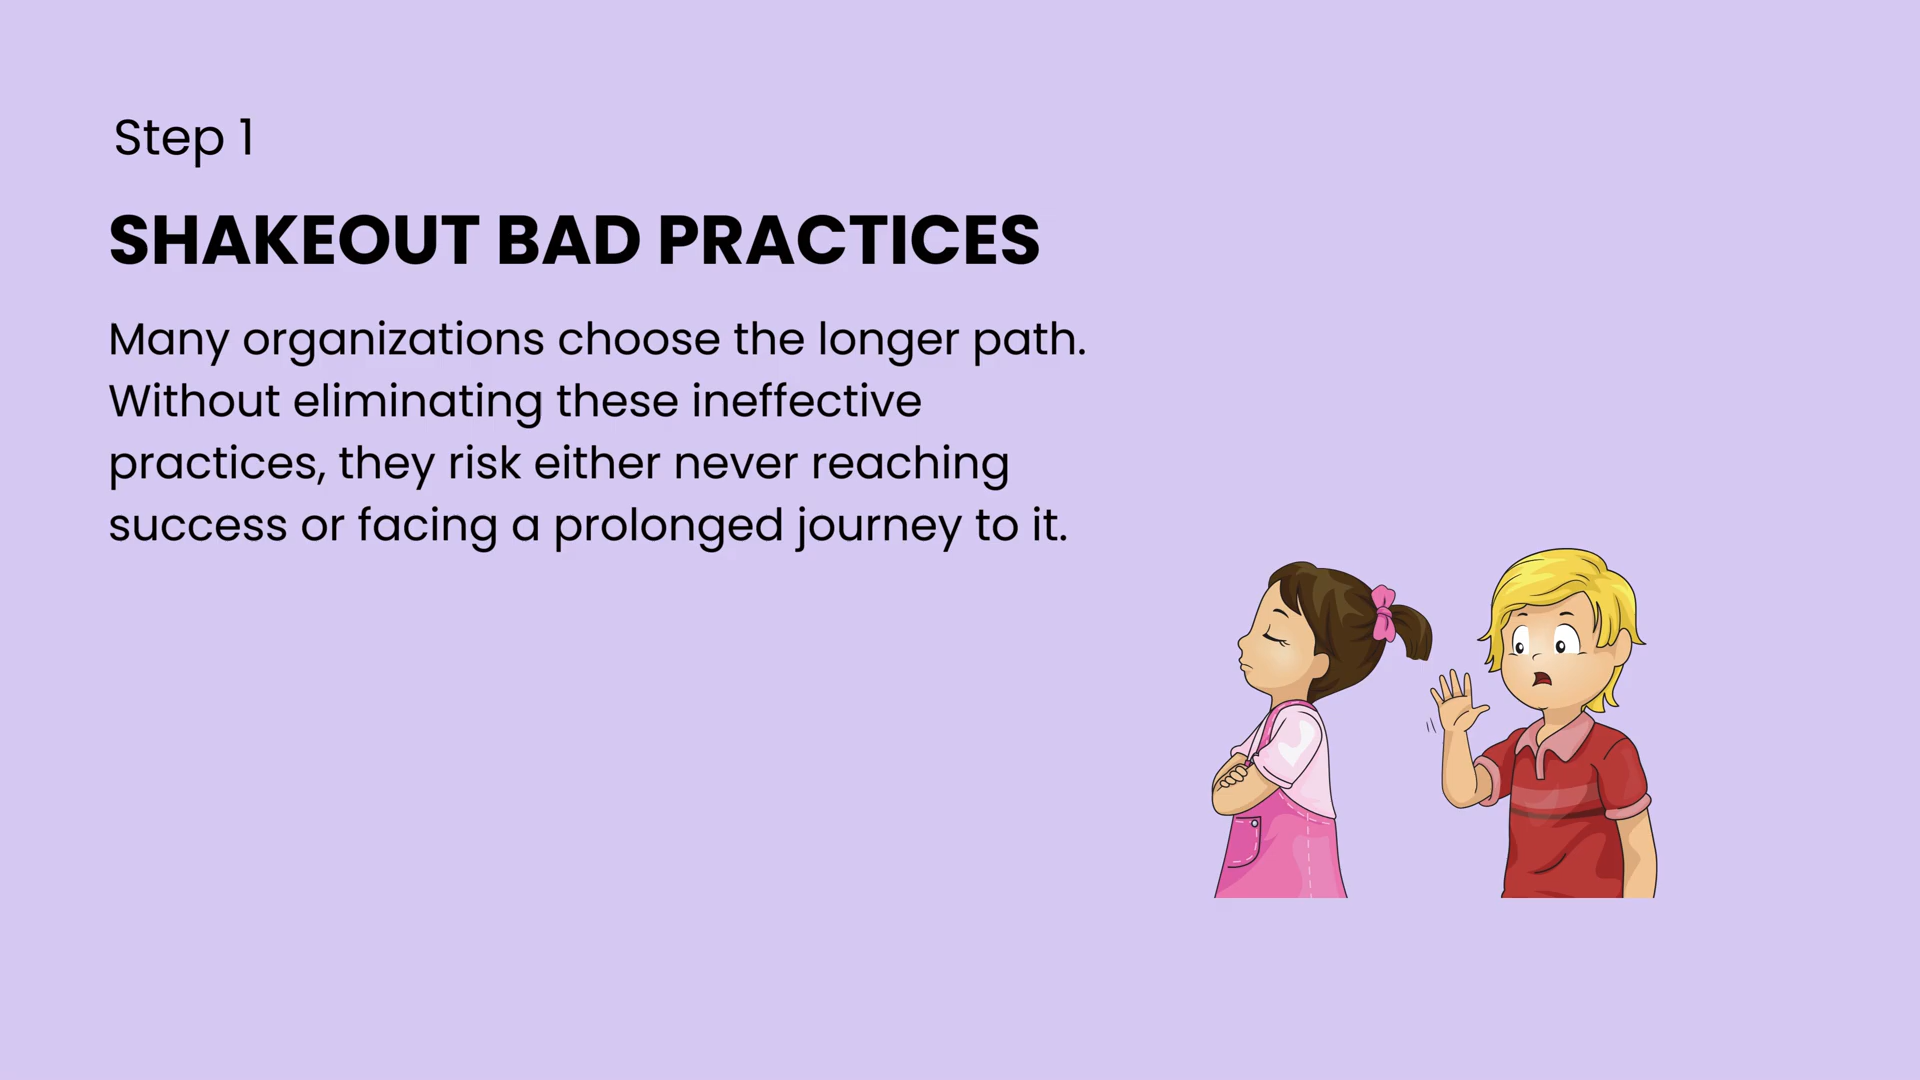 Step 1
SHAKEOUT BAD PRACTICES
Many organizations choose the longer path.
Without eliminating these ineffective
practices, they risk either never reaching
success or facing a prolonged journey to it.